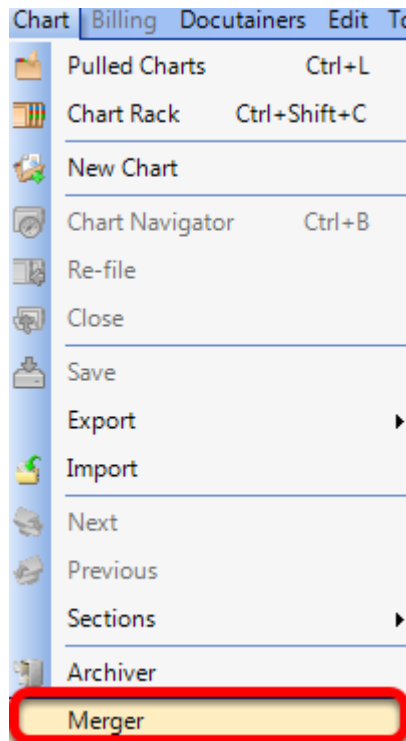 Chart Billing Docutainers Edit
Pulled Charts Ctrl+L
Chart Rack Ctrl+Shift+C
New Chart
Chart Navigator Ctrl+B
Re-file
Close
Save
Export
Import
Next
Previous
Sections
Archiver
Merger